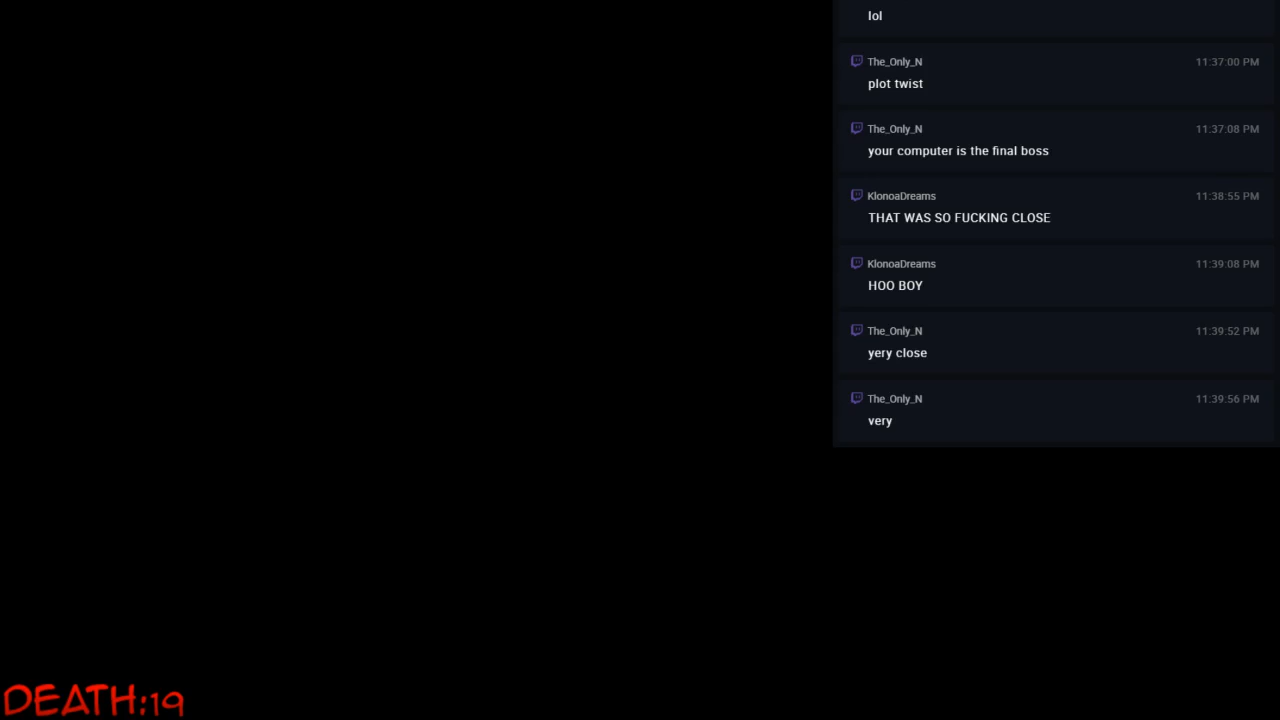 lol
The_Only_N 11:37:00 PM
plot twist
The_Only_N 11:37:08 PM
your computer is the final boss
KlonoaDreams 11:38:55 PM
THAT WAS SO FUCKING CLOSE
KlonoaDreams 11:39:08 PM
HOO BOY
The_Only_N 11:39:52 PM
yery close
The_Only_N 11:39:56 PM
very
DEATH:19